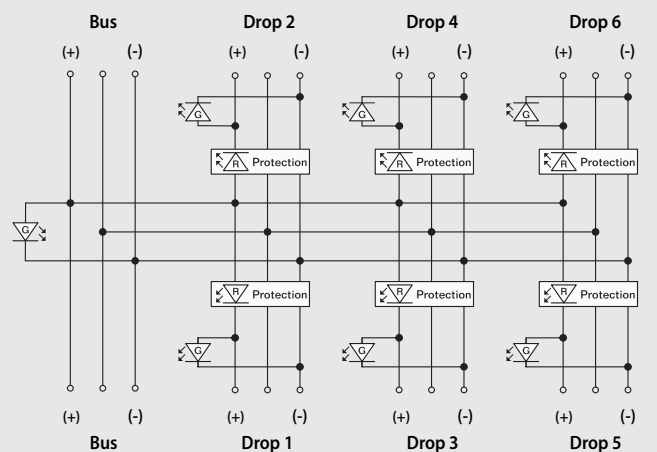 Bus Drop 2 Drop 4 Drop 6
(+) (-) (+) (-) (+) (-) (+) (-)
G G G
R Protection R Protection R Protection
G
R Protection R Protection R Protection
G G G
(+) (-) (+) (-) (+) (-) (+) (-)
Bus Drop 1 Drop 3 Drop 5